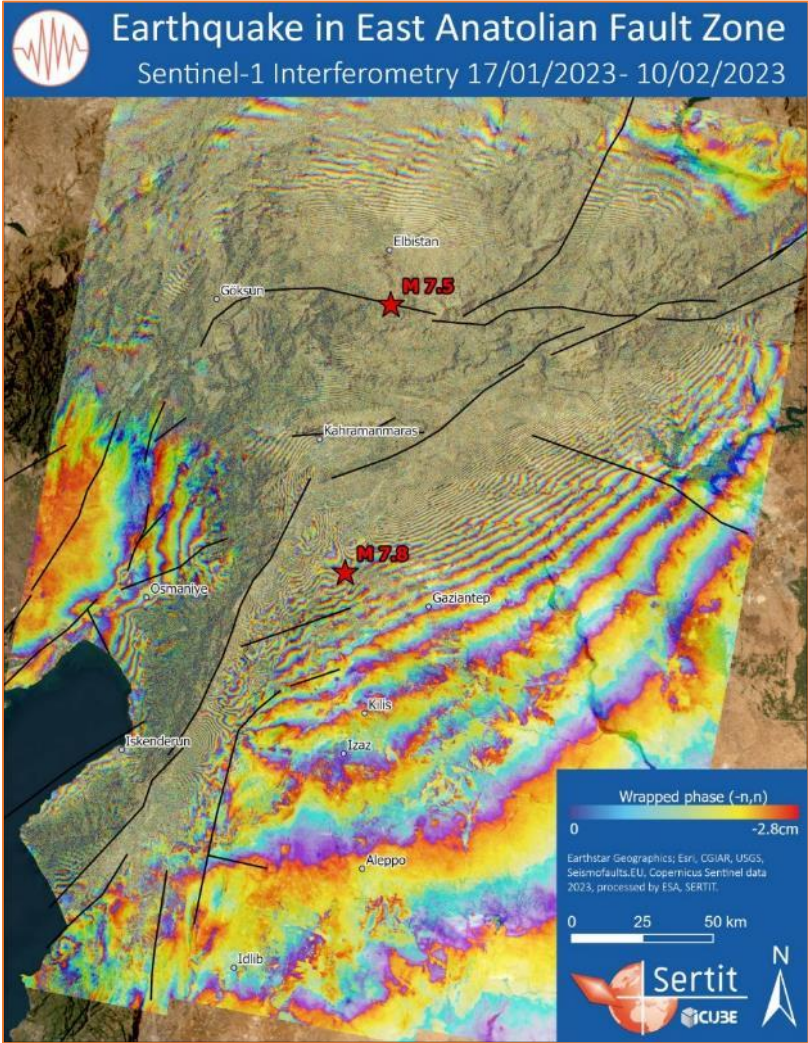 Earthquake in East Anatolian Fault Zone
Sentinel-1 Interferometry 17/01/2023- 10/02/2023
Elbistan
M 7.5
Göksun
Kahramanmaras
M 7.8
Osmaniye
Gaziantep
Kilis
Iskenderun
Izaz
Aleppo
Idlib
Wrapped phase (-π,π)
0
-2.8cm
Earthstar Geographics; Esri, CGIAR, USGS,
Seismofaults.EU, Copernicus Sentinel data
2023, processed by ESA, SERTIT.
0 25 50 km
N
Sertit
iCUBE